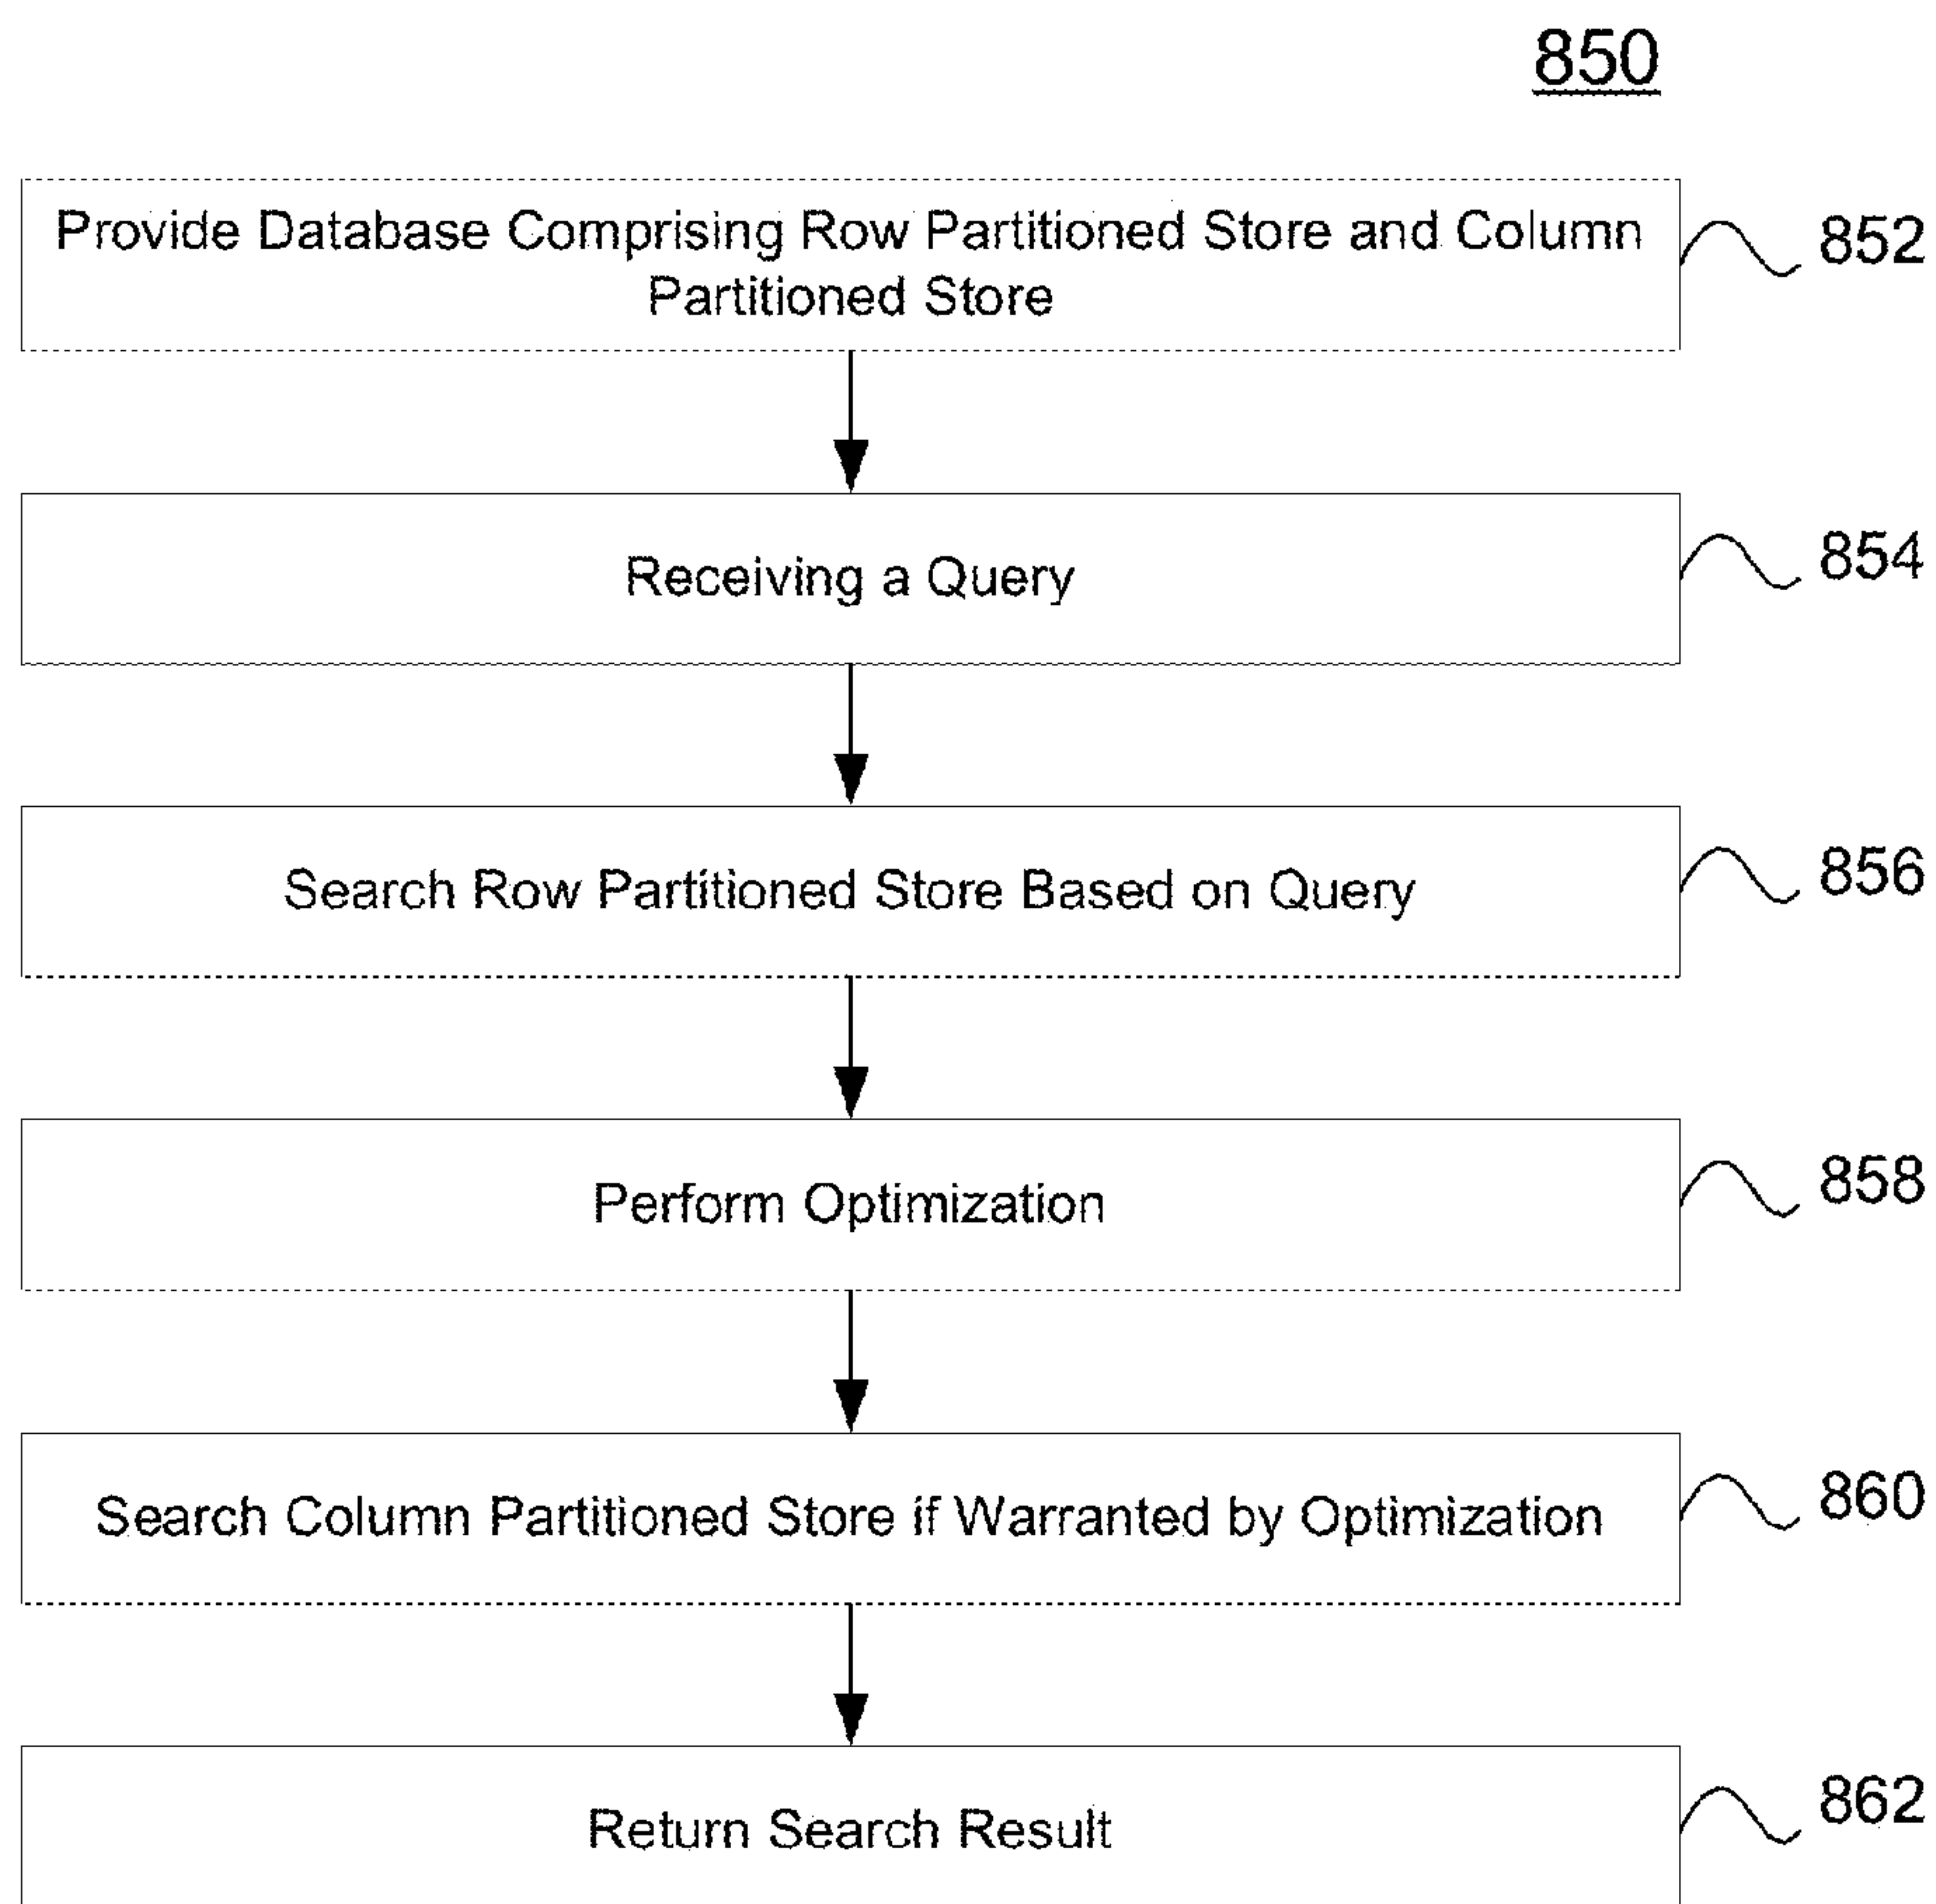 850
Provide Database Comprising Row Partitioned Store and Column
Partitioned Store
852
Receiving a Query
854
Search Row Partitioned Store Based on Query
856
Perform Optimization
858
Search Column Partitioned Store if Warranted by Optimization
860
Return Search Result
862